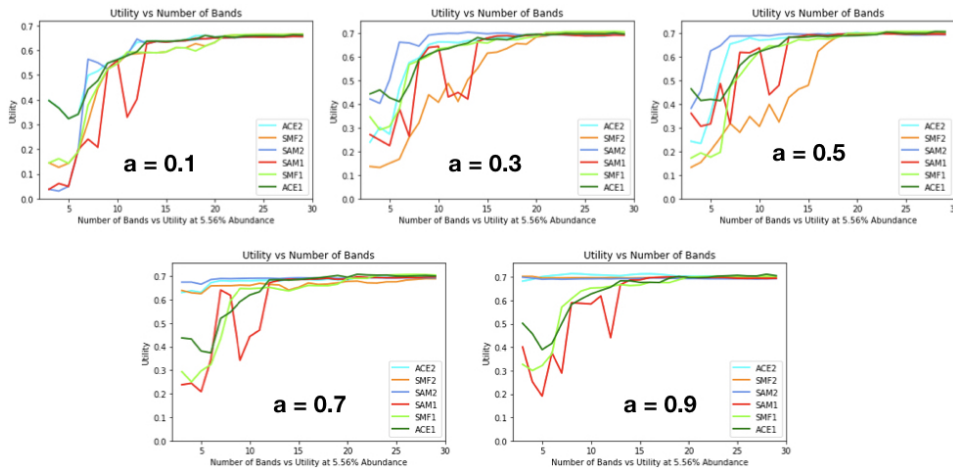 Utility vs Number of Bands
Utility
0.7
0.6
0.5
0.4
0.3
0.2
0.1
0.0
5
10
15
20
25
30
ACE2
SMF2
SAM2
SAM1
SMF1
ACE1
a = 0.1
Number of Bands vs Utility at 5.56% Abundance
Utility vs Number of Bands
Utility
0.7
0.6
0.5
0.4
0.3
0.2
0.1
0.0
5
10
15
20
25
30
ACE2
SMF2
SAM2
SAM1
SMF1
ACE1
a = 0.3
Number of Bands vs Utility at 5.56% Abundance
Utility vs Number of Bands
Utility
0.7
0.6
0.5
0.4
0.3
0.2
0.1
0.0
5
10
15
20
25
30
ACE2
SMF2
SAM2
SAM1
SMF1
ACE1
a = 0.5
Number of Bands vs Utility at 5.56% Abundance
Utility vs Number of Bands
Utility
0.7
0.6
0.5
0.4
0.3
0.2
0.1
0.0
5
10
15
20
25
30
ACE2
SMF2
SAM2
SAM1
SMF1
ACE1
a = 0.7
Number of Bands vs Utility at 5.56% Abundance
Utility vs Number of Bands
Utility
0.7
0.6
0.5
0.4
0.3
0.2
0.1
0.0
5
10
15
20
25
30
ACE2
SMF2
SAM2
SAM1
SMF1
ACE1
a = 0.9
Number of Bands vs Utility at 5.56% Abundance